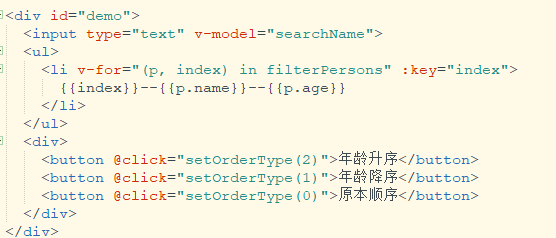 <div id="demo">
<input type="text" v-model="searchName">
<ul>
<li v-for="(p, index) in filterPersons" :key="index">
{{index}}--{{p.name}}--{{p.age}}
</li>
</ul>
<div>
<button @click="setOrderType(2)">年龄升序</button>
<button @click="setOrderType(1)">年龄降序</button>
<button @click="setOrderType(0)">原本顺序</button>
</div>
</div>